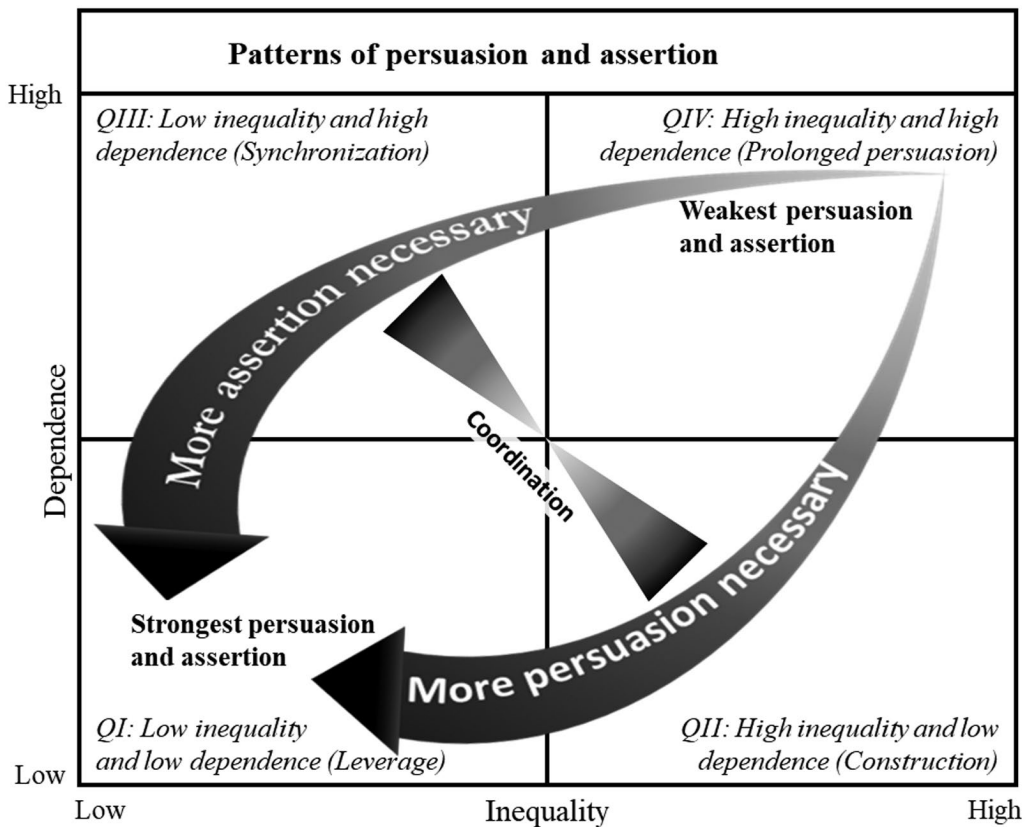 Patterns of persuasion and assertion
High
QIII: Low inequality and high
dependence (Synchronization)
QIV: High inequality and high
dependence (Prolonged persuasion)
Weakest persuasion
and assertion
More assertion necessary
Dependence
Coordination
More persuasion necessary
Strongest persuasion
and assertion
QI: Low inequality
and low dependence (Leverage)
QII: High inequality and low
dependence (Construction)
Low
Low
Inequality
High